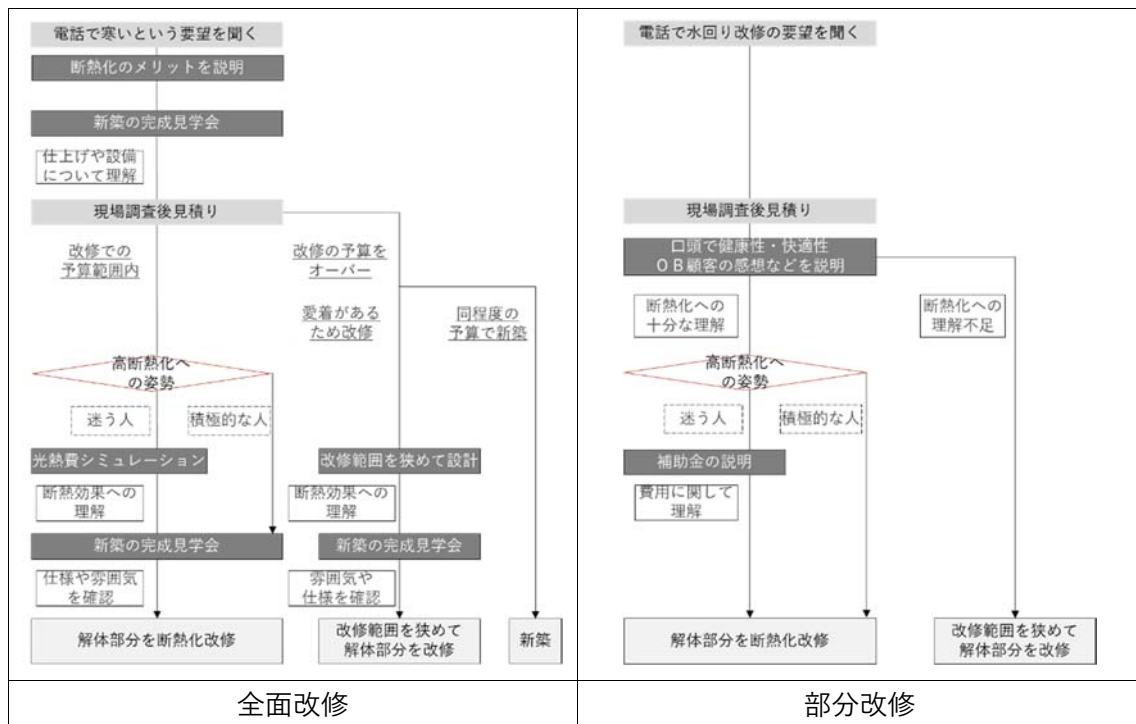 電話で寒いという要望を聞く
断熱化のメリットを説明
新築の完成見学会
仕上げや設備
について理解
現場調査後見積り
改修での
予算範囲内
改修の予算を
オーバー
愛着がある
ため改修
同程度の
予算で新築
高断熱化へ
の姿勢
迷う人
積極的な人
光熱費シミュレーション
改修範囲を狭めて設計
断熱効果への
理解
断熱効果への
理解
新築の完成見学会
新築の完成見学会
仕様や雰囲気
を確認
雰囲気や
仕様を確認
解体部分を断熱化改修
改修範囲を狭めて
解体部分を改修
新築
全面改修
電話で水回り改修の要望を聞く
現場調査後見積り
口頭で健康性・快適性
ＯＢ顧客の感想などを説明
断熱化への
十分な理解
断熱化への
理解不足
高断熱化へ
の姿勢
迷う人
積極的な人
補助金の説明
費用に関して
理解
解体部分を断熱化改修
改修範囲を狭めて
解体部分を改修
部分改修